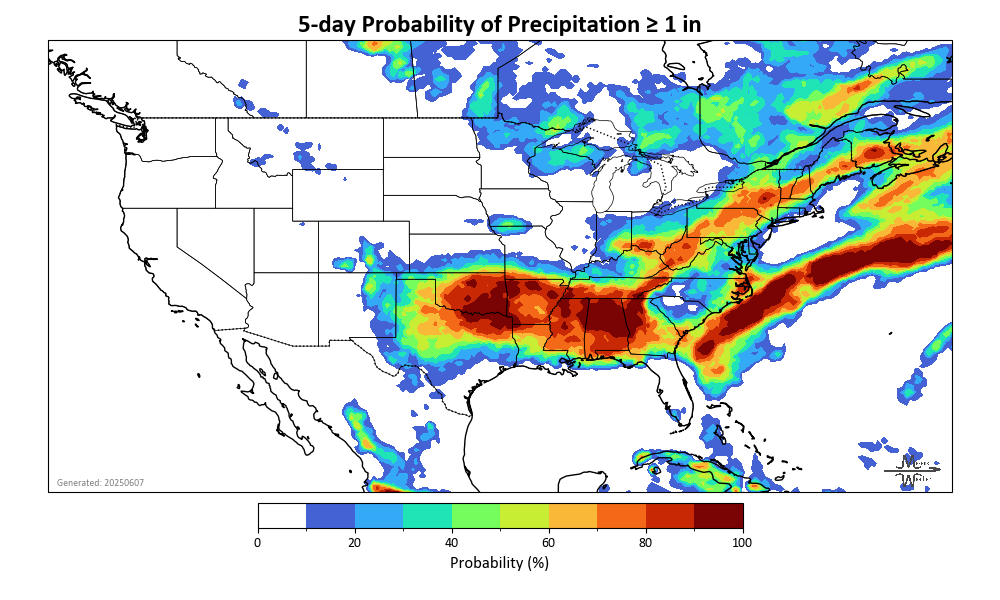 5-day Probability of Precipitation ≥ 1 in
Generated: 20250607
0 20 40 60 80 100
Probability (%)